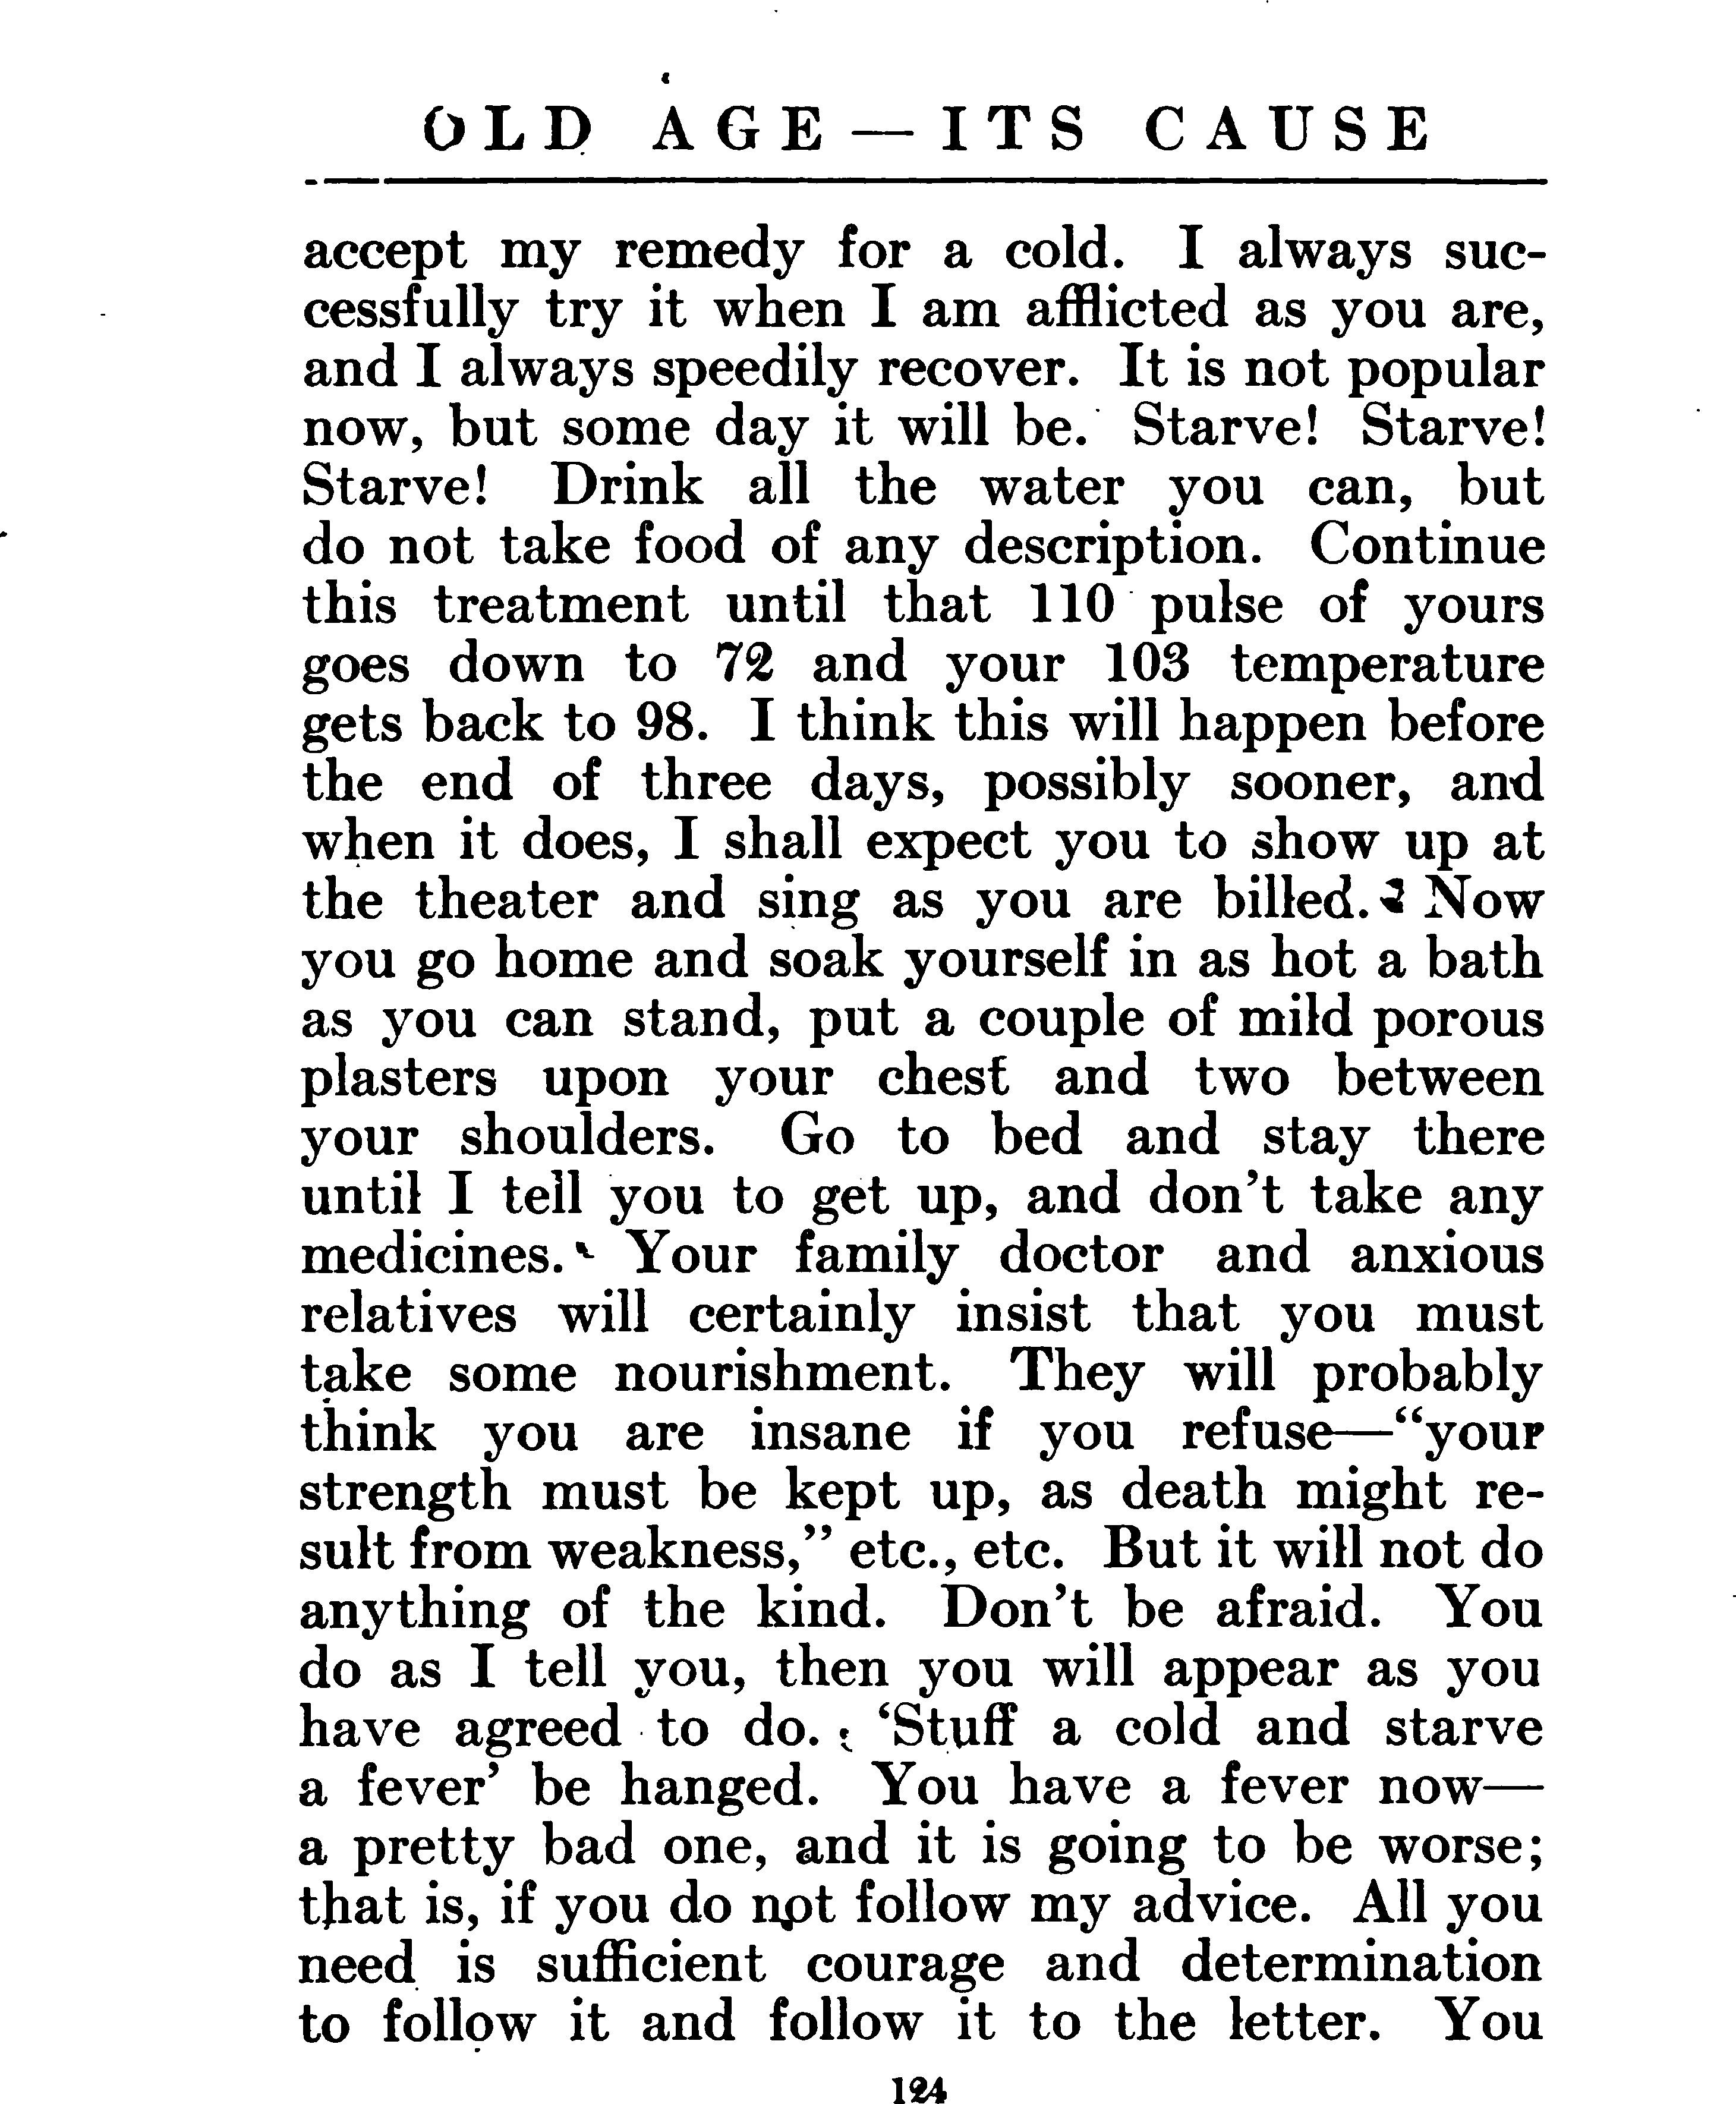 OLD AGE—ITS CAUSE
accept my remedy for a cold. I always suc-
cessfully try it when I am afflicted as you are,
and I always speedily recover. It is not popular
now, but some day it will be. Starve! Starve!
Starve! Drink all the water you can, but
do not take food of any description. Continue
this treatment until that 110 pulse of yours
goes down to 72 and your 103 temperature
gets back to 98. I think this will happen before
the end of three days, possibly sooner, and
when it does, I shall expect you to show up at
the theater and sing as you are billed. Now
you go home and soak yourself in as hot a bath
as you can stand, put a couple of mild porous
plasters upon your chest and two between
your shoulders. Go to bed and stay there
until I tell you to get up, and don't take any
medicines. Your family doctor and anxious
relatives will certainly insist that you must
take some nourishment. They will probably
think you are insane if you refuse—“your
strength must be kept up, as death might re-
sult from weakness,” etc., etc. But it will not do
anything of the kind. Don't be afraid. You
do as I tell you, then you will appear as you
have agreed to do. ‘Stuff a cold and starve
a fever’ be hanged. You have a fever now—
a pretty bad one, and it is going to be worse;
that is, if you do not follow my advice. All you
need is sufficient courage and determination
to follow it and follow it to the letter. You
124